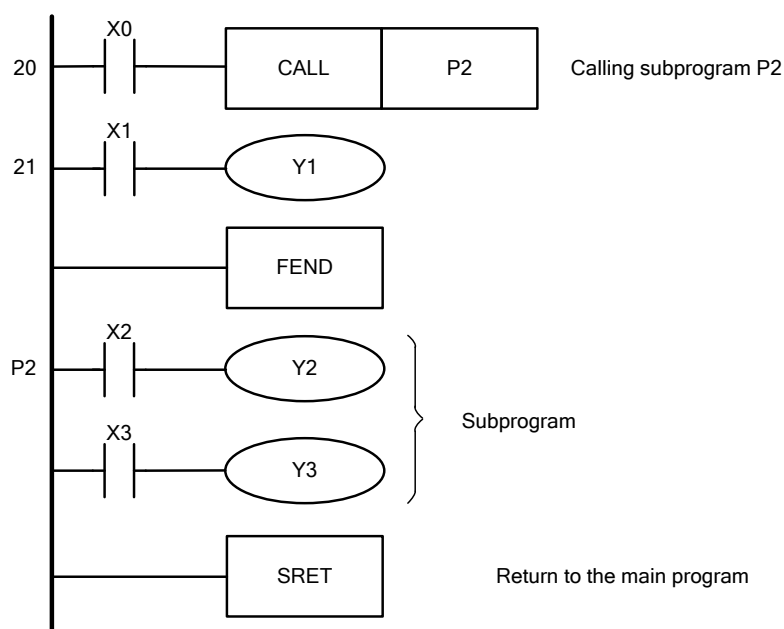 X0
20 CALL P2 Calling subprogram P2
X1
21 Y1
FEND
X2
P2 Y2
Subprogram
X3
Y3
SRET Return to the main program